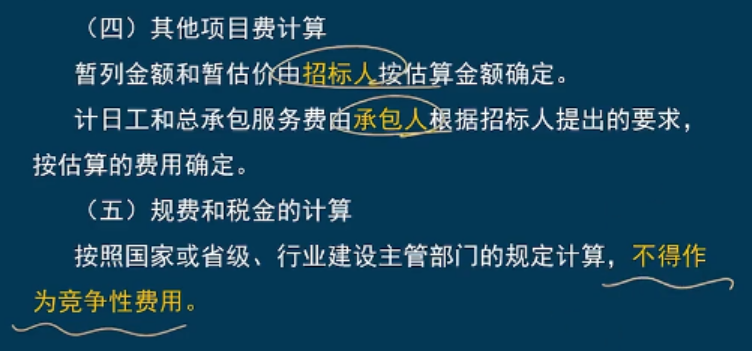 （四）其他项目费计算
暂列金额和暂估价由招标人按估算金额确定。
计日工和总承包服务费由承包人根据招标人提出的要求，
按估算的费用确定。
（五）规费和税金的计算
按照国家或省级、行业建设主管部门的规定计算，不得作
为竞争性费用。